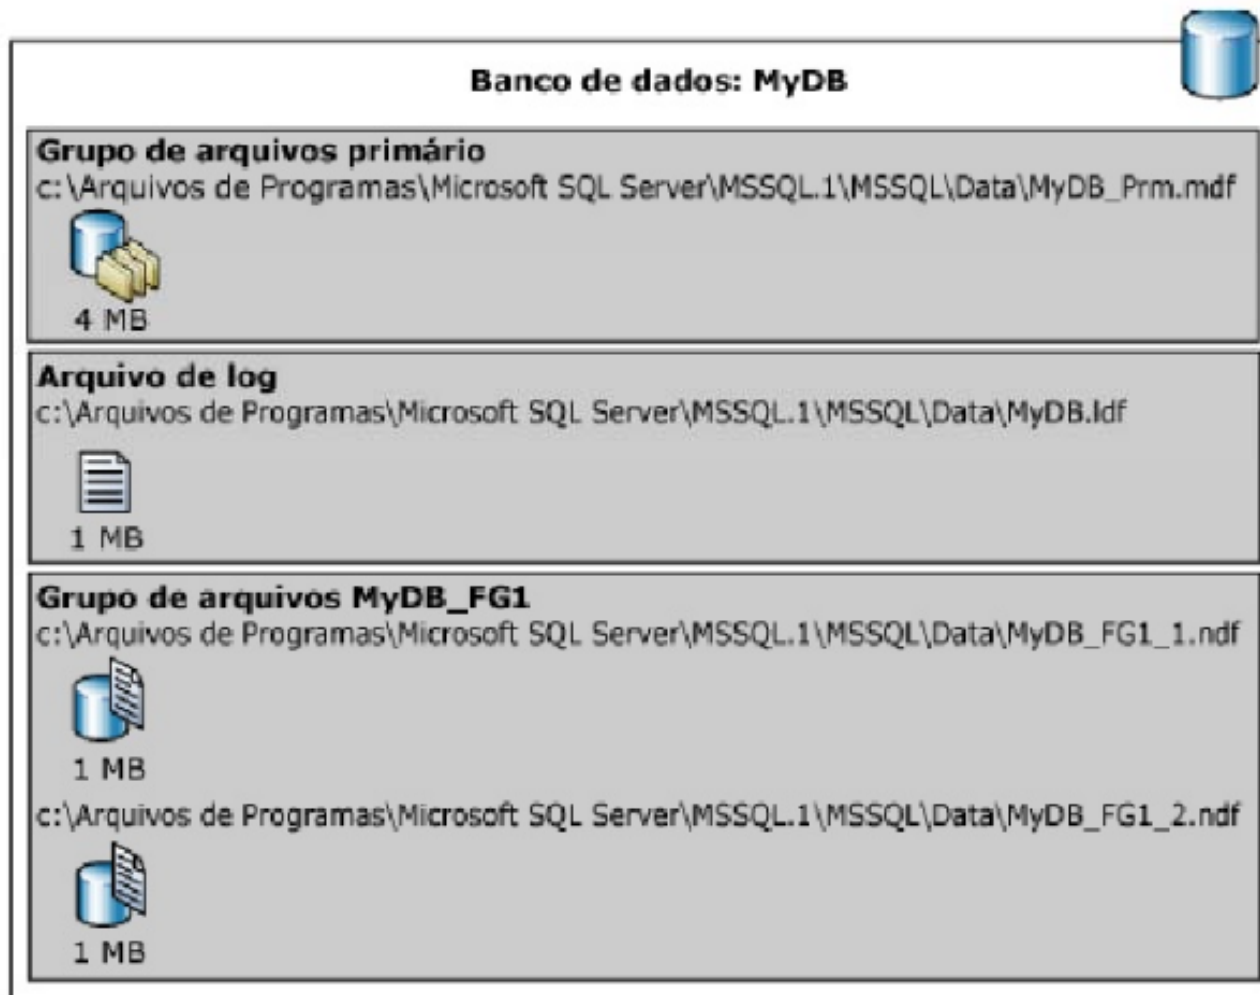 Banco de dados: MyDB
Grupo de arquivos primário
c:\Arquivos de Programas\Microsoft SQL Server\MSSQL.1\MSSQL\Data\MyDB_Prm.mdf
4 MB
Arquivo de log
c:\Arquivos de Programas\Microsoft SQL Server\MSSQL.1\MSSQL\Data\MyDB.ldf
1 MB
Grupo de arquivos MyDB_FG1
c:\Arquivos de Programas\Microsoft SQL Server\MSSQL.1\MSSQL\Data\MyDB_FG1_1.ndf
1 MB
c:\Arquivos de Programas\Microsoft SQL Server\MSSQL.1\MSSQL\Data\MyDB_FG1_2.ndf
1 MB